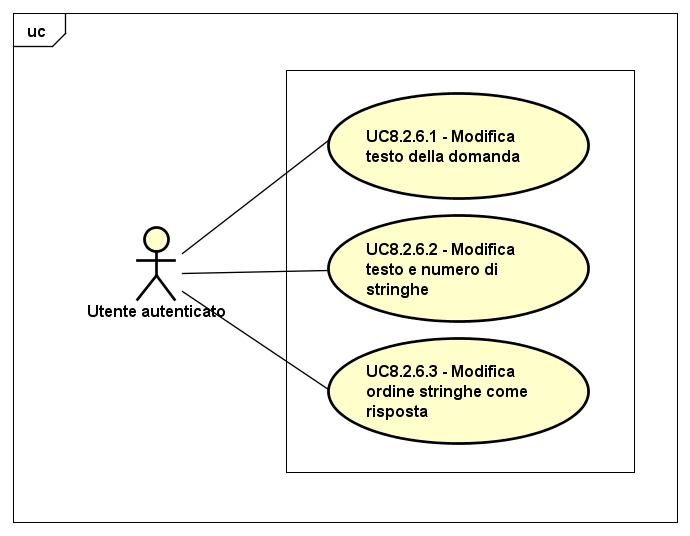 uc
UC8.2.6.1 - Modifica
testo della domanda
UC8.2.6.2 - Modifica
testo e numero di
stringhe
Utente autenticato
UC8.2.6.3 - Modifica
ordine stringhe come
risposta